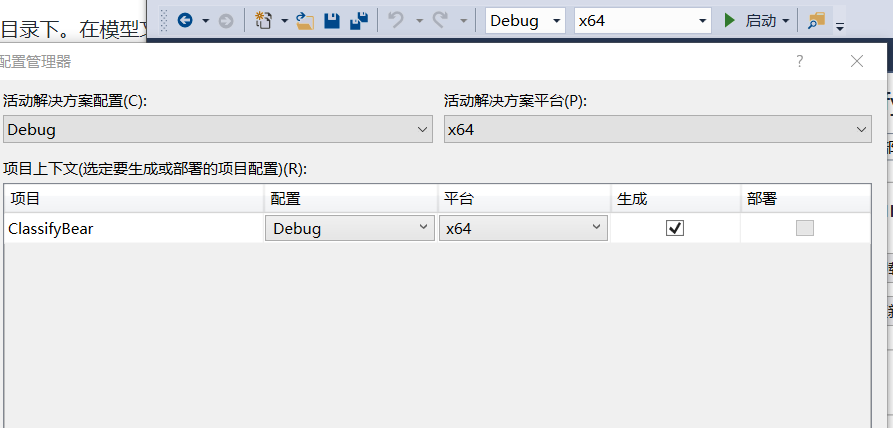 目录下。在模型文
Debug x64 启动
配置管理器
活动解决方案配置(C): 活动解决方案平台(P):
Debug x64
项目上下文(选定要生成或部署的项目配置)(R):
项目 配置 平台 生成 部署
ClassifyBear Debug x64